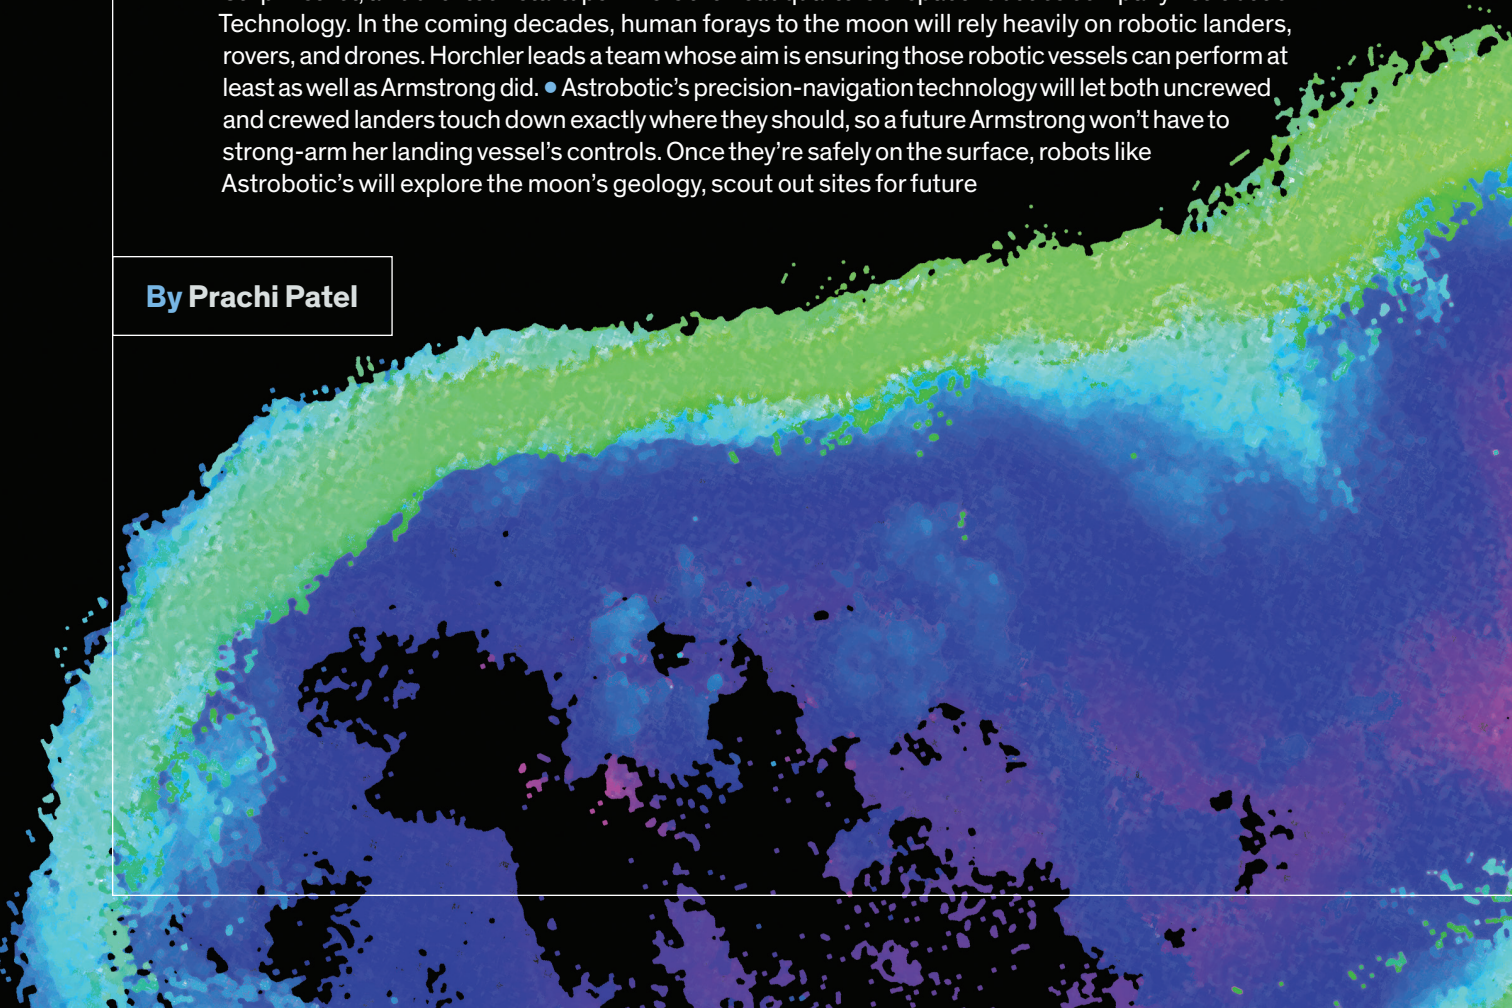 Technology. In the coming decades, human forays to the moon will rely heavily on robotic landers,
rovers, and drones. Horchler leads a team whose aim is ensuring those robotic vessels can perform at
least as well as Armstrong did. • Astrobotic’s precision-navigation technology will let both uncrewed
and crewed landers touch down exactly where they should, so a future Armstrong won’t have to
strong-arm her landing vessel’s controls. Once they’re safely on the surface, robots like
Astrobotic’s will explore the moon’s geology, scout out sites for future
By Prachi Patel